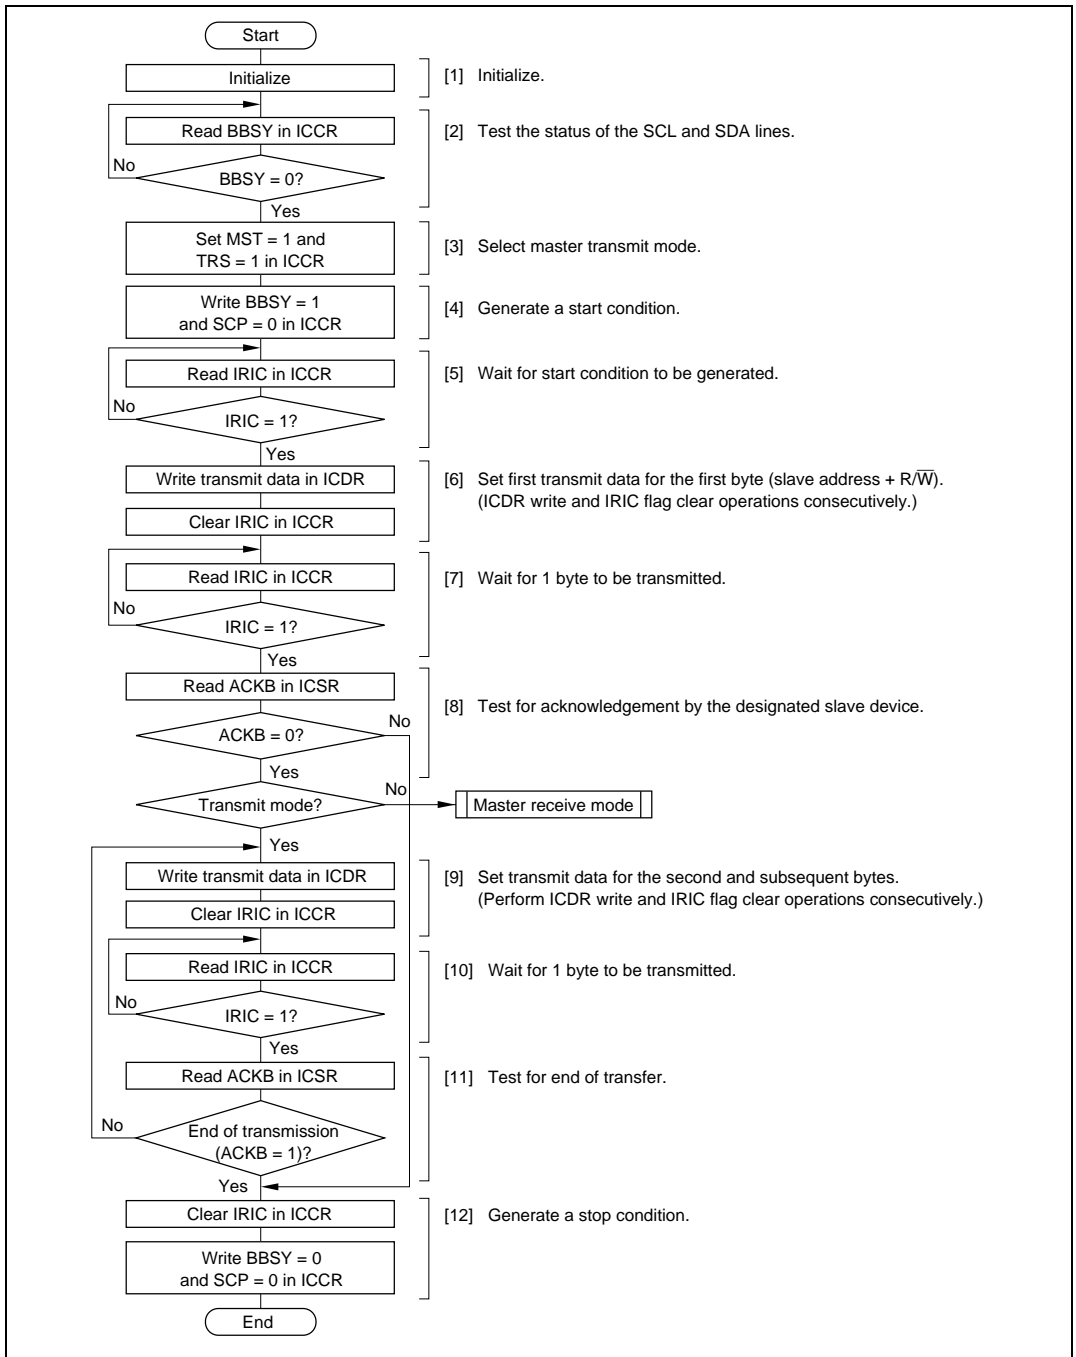 Start
Initialize
[1] Initialize.
Read BBSY in ICCR
[2] Test the status of the SCL and SDA lines.
No
BBSY = 0?
Yes
Set MST = 1 and
TRS = 1 in ICCR
[3] Select master transmit mode.
Write BBSY = 1
and SCP = 0 in ICCR
[4] Generate a start condition.
Read IRIC in ICCR
[5] Wait for start condition to be generated.
No
IRIC = 1?
Yes
Write transmit data in ICDR
[6] Set first transmit data for the first byte (slave address + R/W̅).
(ICDR write and IRIC flag clear operations consecutively.)
Clear IRIC in ICCR
Read IRIC in ICCR
[7] Wait for 1 byte to be transmitted.
No
IRIC = 1?
Yes
Read ACKB in ICSR
[8] Test for acknowledgement by the designated slave device.
No
ACKB = 0?
Yes
No
Transmit mode?
Master receive mode
Yes
Write transmit data in ICDR
[9] Set transmit data for the second and subsequent bytes.
(Perform ICDR write and IRIC flag clear operations consecutively.)
Clear IRIC in ICCR
Read IRIC in ICCR
[10] Wait for 1 byte to be transmitted.
No
IRIC = 1?
Yes
Read ACKB in ICSR
[11] Test for end of transfer.
No
End of transmission
(ACKB = 1)?
Yes
Clear IRIC in ICCR
[12] Generate a stop condition.
Write BBSY = 0
and SCP = 0 in ICCR
End